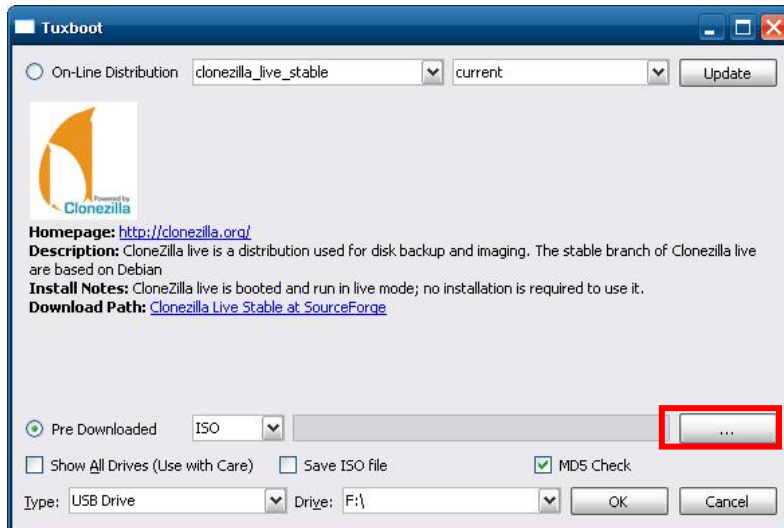 Tuxboot
On-Line Distribution clonezilla_live_stable current Update
Powered by
Clonezilla
Homepage: http://clonezilla.org/
Description: CloneZilla live is a distribution used for disk backup and imaging. The stable branch of Clonezilla live
are based on Debian
Install Notes: CloneZilla live is booted and run in live mode; no installation is required to use it.
Download Path: Clonezilla Live Stable at SourceForge
Pre Downloaded ISO ...
Show All Drives (Use with Care) Save ISO file MD5 Check
Type: USB Drive Drive: F:\ OK Cancel